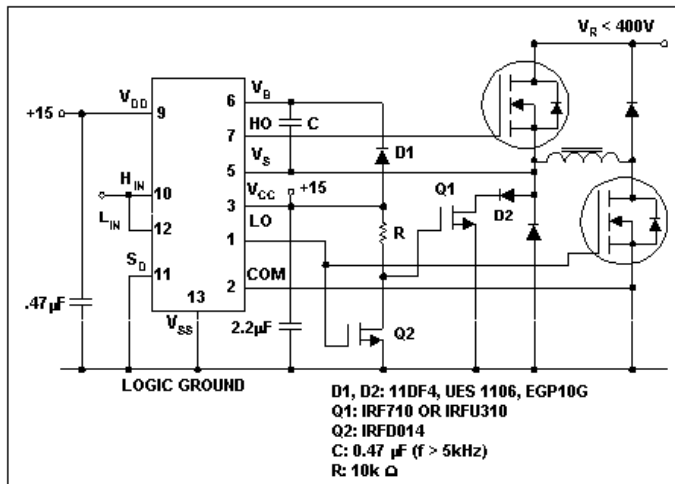 V_R < 400V
V_B
6
V_DD
+15
9
HO
C
7
D1
V_S
5
H_IN
V_CC
+15
Q1
10
3
D2
L_IN
LO
12
1
R
S_D
11
COM
2
13
.47µF
V_SS
2.2µF
Q2
LOGIC GROUND
D1, D2: 11DF4, UES 1106, EGP10G
Q1: IRF710 OR IRFU310
Q2: IRFD014
C: 0.47 µF (f > 5kHz)
R: 10k Ω